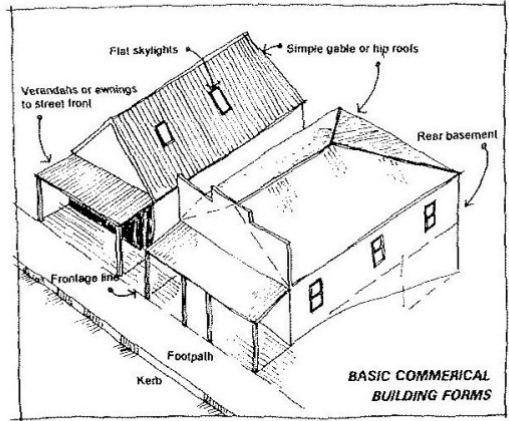 Flat skylights
Simple gable or hip roofs
Verandahs or awnings
to street front
Rear basement
Frontage line
Footpath
Kerb
BASIC COMMERICAL
BUILDING FORMS